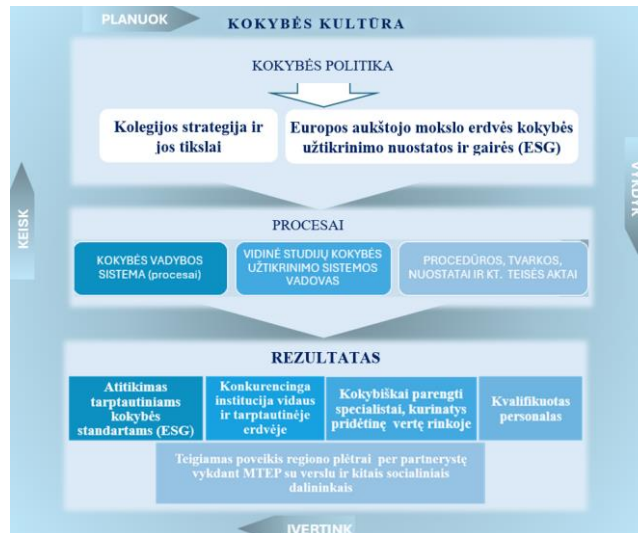 PLANUOK
KOKYBĖS KULTŪRA
KOKYBĖS POLITIKA
Kolegijos strategija ir
jos tikslai
Europos aukštojo mokslo erdvės kokybės
užtikrinimo nuostatos ir gairės (ESG)
VYKDYK
KEISK
PROCESAI
KOKYBĖS VADYBOS
SISTEMA (procesai)
VIDINĖ STUDIJŲ KOKYBĖS
UŽTIKRINIMO SISTEMOS
VADOVAS
PROCEDŪROS, TVARKOS,
NUOSTATAI IR KT. TEISĖS AKTAI
REZULTATAS
Atitikimas
tarptautiniams
kokybės
standartams (ESG)
Konkurencinga
institucija vidaus
ir tarptautinėje
erdvėje
Kokybiškai parengti
specialistai, kurinatys
pridėtinę vertę rinkoje
Kvalifikuotas
personalas
Teigiamas poveikis regiono plėtrai per partnerystę
vykdant MTEP su verslu ir kitais socialiniais
dalininkais
ĮVERTINK